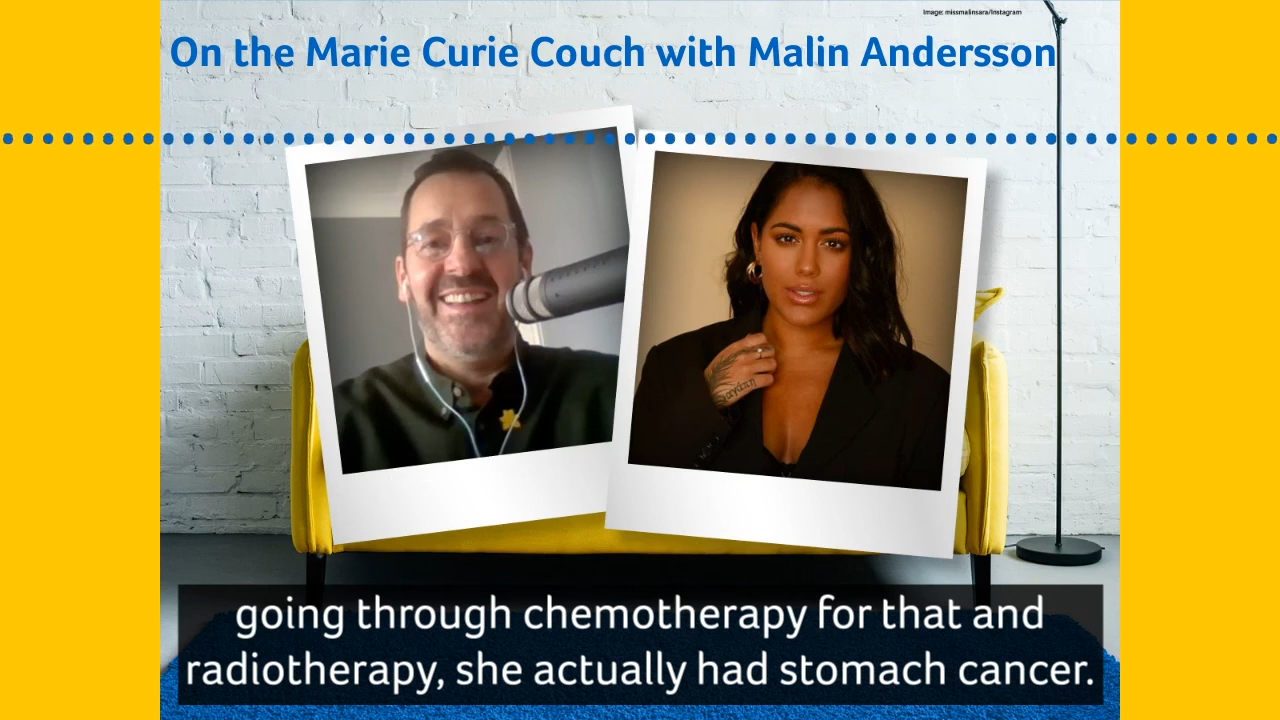 Image: missmalinsara/Instagram
On the Marie Curie Couch with Malin Andersson
going through chemotherapy for that and
radiotherapy, she actually had stomach cancer.